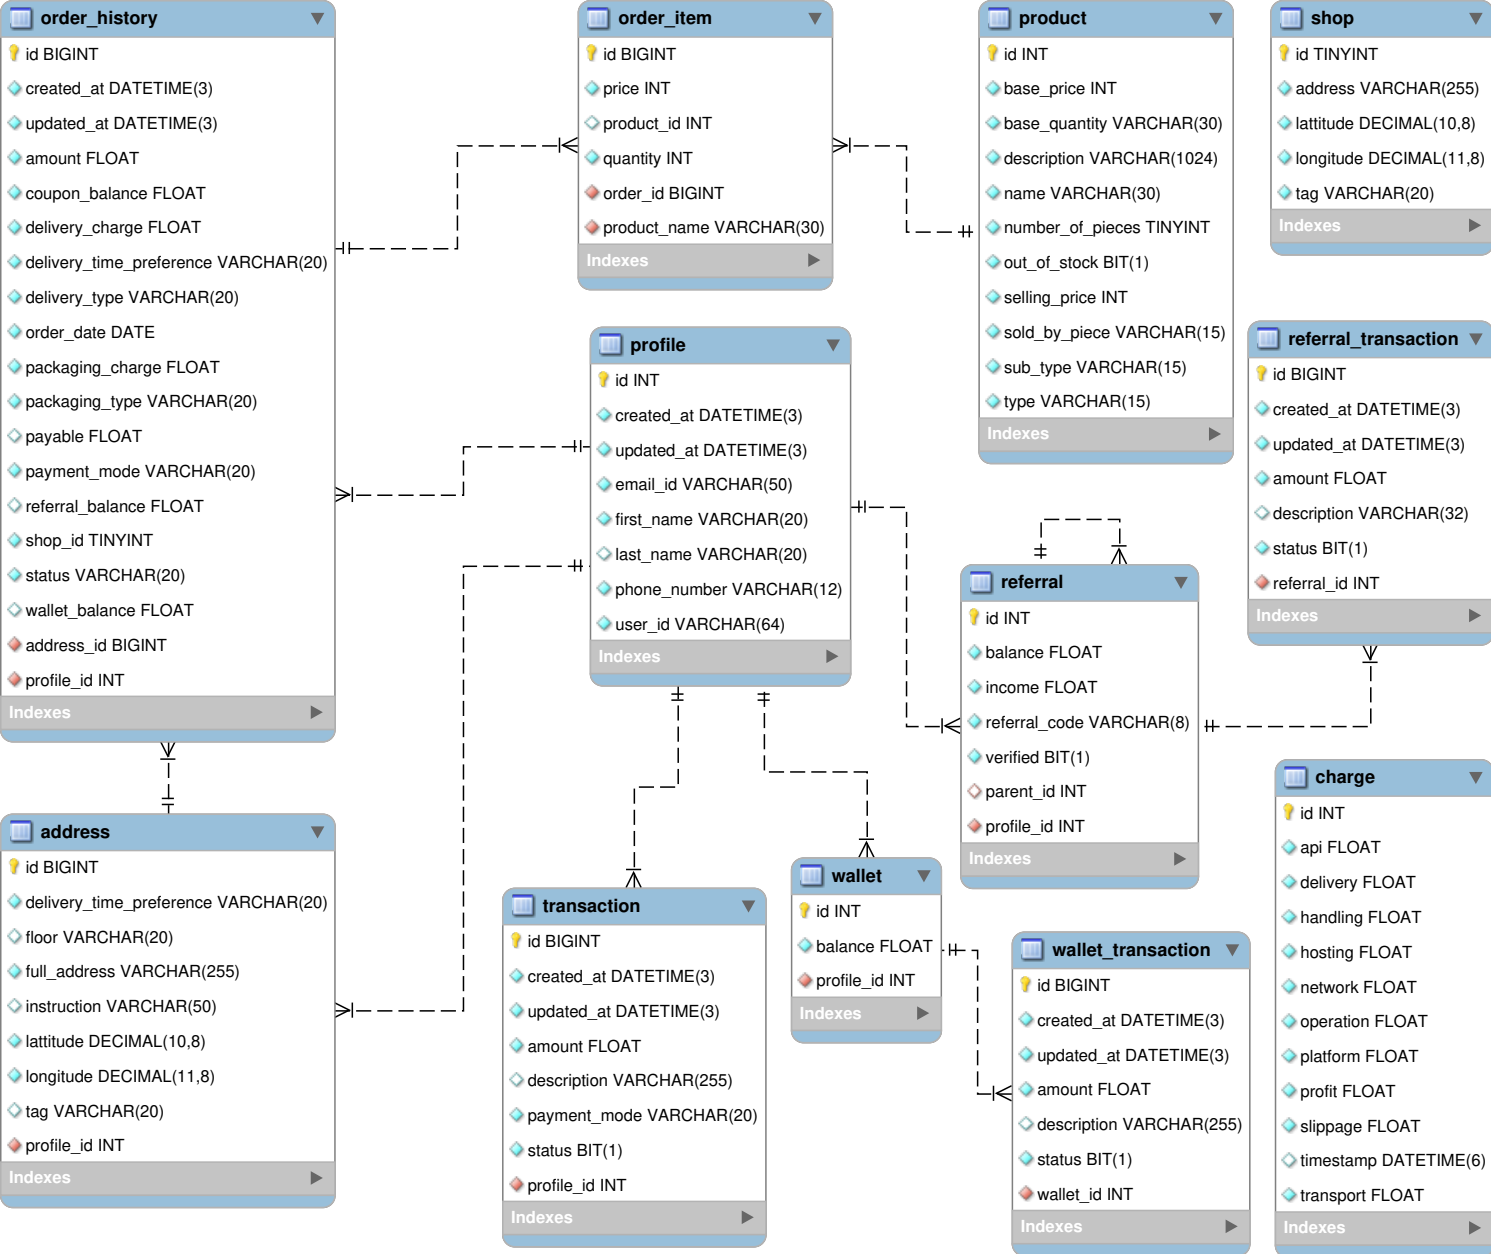 order_history
id BIGINT
created_at DATETIME(3)
updated_at DATETIME(3)
amount FLOAT
coupon_balance FLOAT
delivery_charge FLOAT
delivery_time_preference VARCHAR(20)
delivery_type VARCHAR(20)
order_date DATE
packaging_charge FLOAT
packaging_type VARCHAR(20)
payable FLOAT
payment_mode VARCHAR(20)
referral_balance FLOAT
shop_id TINYINT
status VARCHAR(20)
wallet_balance FLOAT
address_id BIGINT
profile_id INT
Indexes
order_item
id BIGINT
price INT
product_id INT
quantity INT
order_id BIGINT
product_name VARCHAR(30)
Indexes
product
id INT
base_price INT
base_quantity VARCHAR(30)
description VARCHAR(1024)
name VARCHAR(30)
number_of_pieces TINYINT
out_of_stock BIT(1)
selling_price INT
sold_by_piece VARCHAR(15)
sub_type VARCHAR(15)
type VARCHAR(15)
Indexes
shop
id TINYINT
address VARCHAR(255)
lattitude DECIMAL(10,8)
longitude DECIMAL(11,8)
tag VARCHAR(20)
Indexes
profile
id INT
created_at DATETIME(3)
updated_at DATETIME(3)
email_id VARCHAR(50)
first_name VARCHAR(20)
last_name VARCHAR(20)
phone_number VARCHAR(12)
user_id VARCHAR(64)
Indexes
referral_transaction
id BIGINT
created_at DATETIME(3)
updated_at DATETIME(3)
amount FLOAT
description VARCHAR(32)
status BIT(1)
referral_id INT
Indexes
referral
id INT
balance FLOAT
income FLOAT
referral_code VARCHAR(8)
verified BIT(1)
parent_id INT
profile_id INT
Indexes
address
id BIGINT
delivery_time_preference VARCHAR(20)
floor VARCHAR(20)
full_address VARCHAR(255)
instruction VARCHAR(50)
lattitude DECIMAL(10,8)
longitude DECIMAL(11,8)
tag VARCHAR(20)
profile_id INT
Indexes
transaction
id BIGINT
created_at DATETIME(3)
updated_at DATETIME(3)
amount FLOAT
description VARCHAR(255)
payment_mode VARCHAR(20)
status BIT(1)
profile_id INT
Indexes
wallet
id INT
balance FLOAT
profile_id INT
Indexes
wallet_transaction
id BIGINT
created_at DATETIME(3)
updated_at DATETIME(3)
amount FLOAT
description VARCHAR(255)
status BIT(1)
wallet_id INT
Indexes
charge
id INT
api FLOAT
delivery FLOAT
handling FLOAT
hosting FLOAT
network FLOAT
operation FLOAT
platform FLOAT
profit FLOAT
slippage FLOAT
timestamp DATETIME(6)
transport FLOAT
Indexes